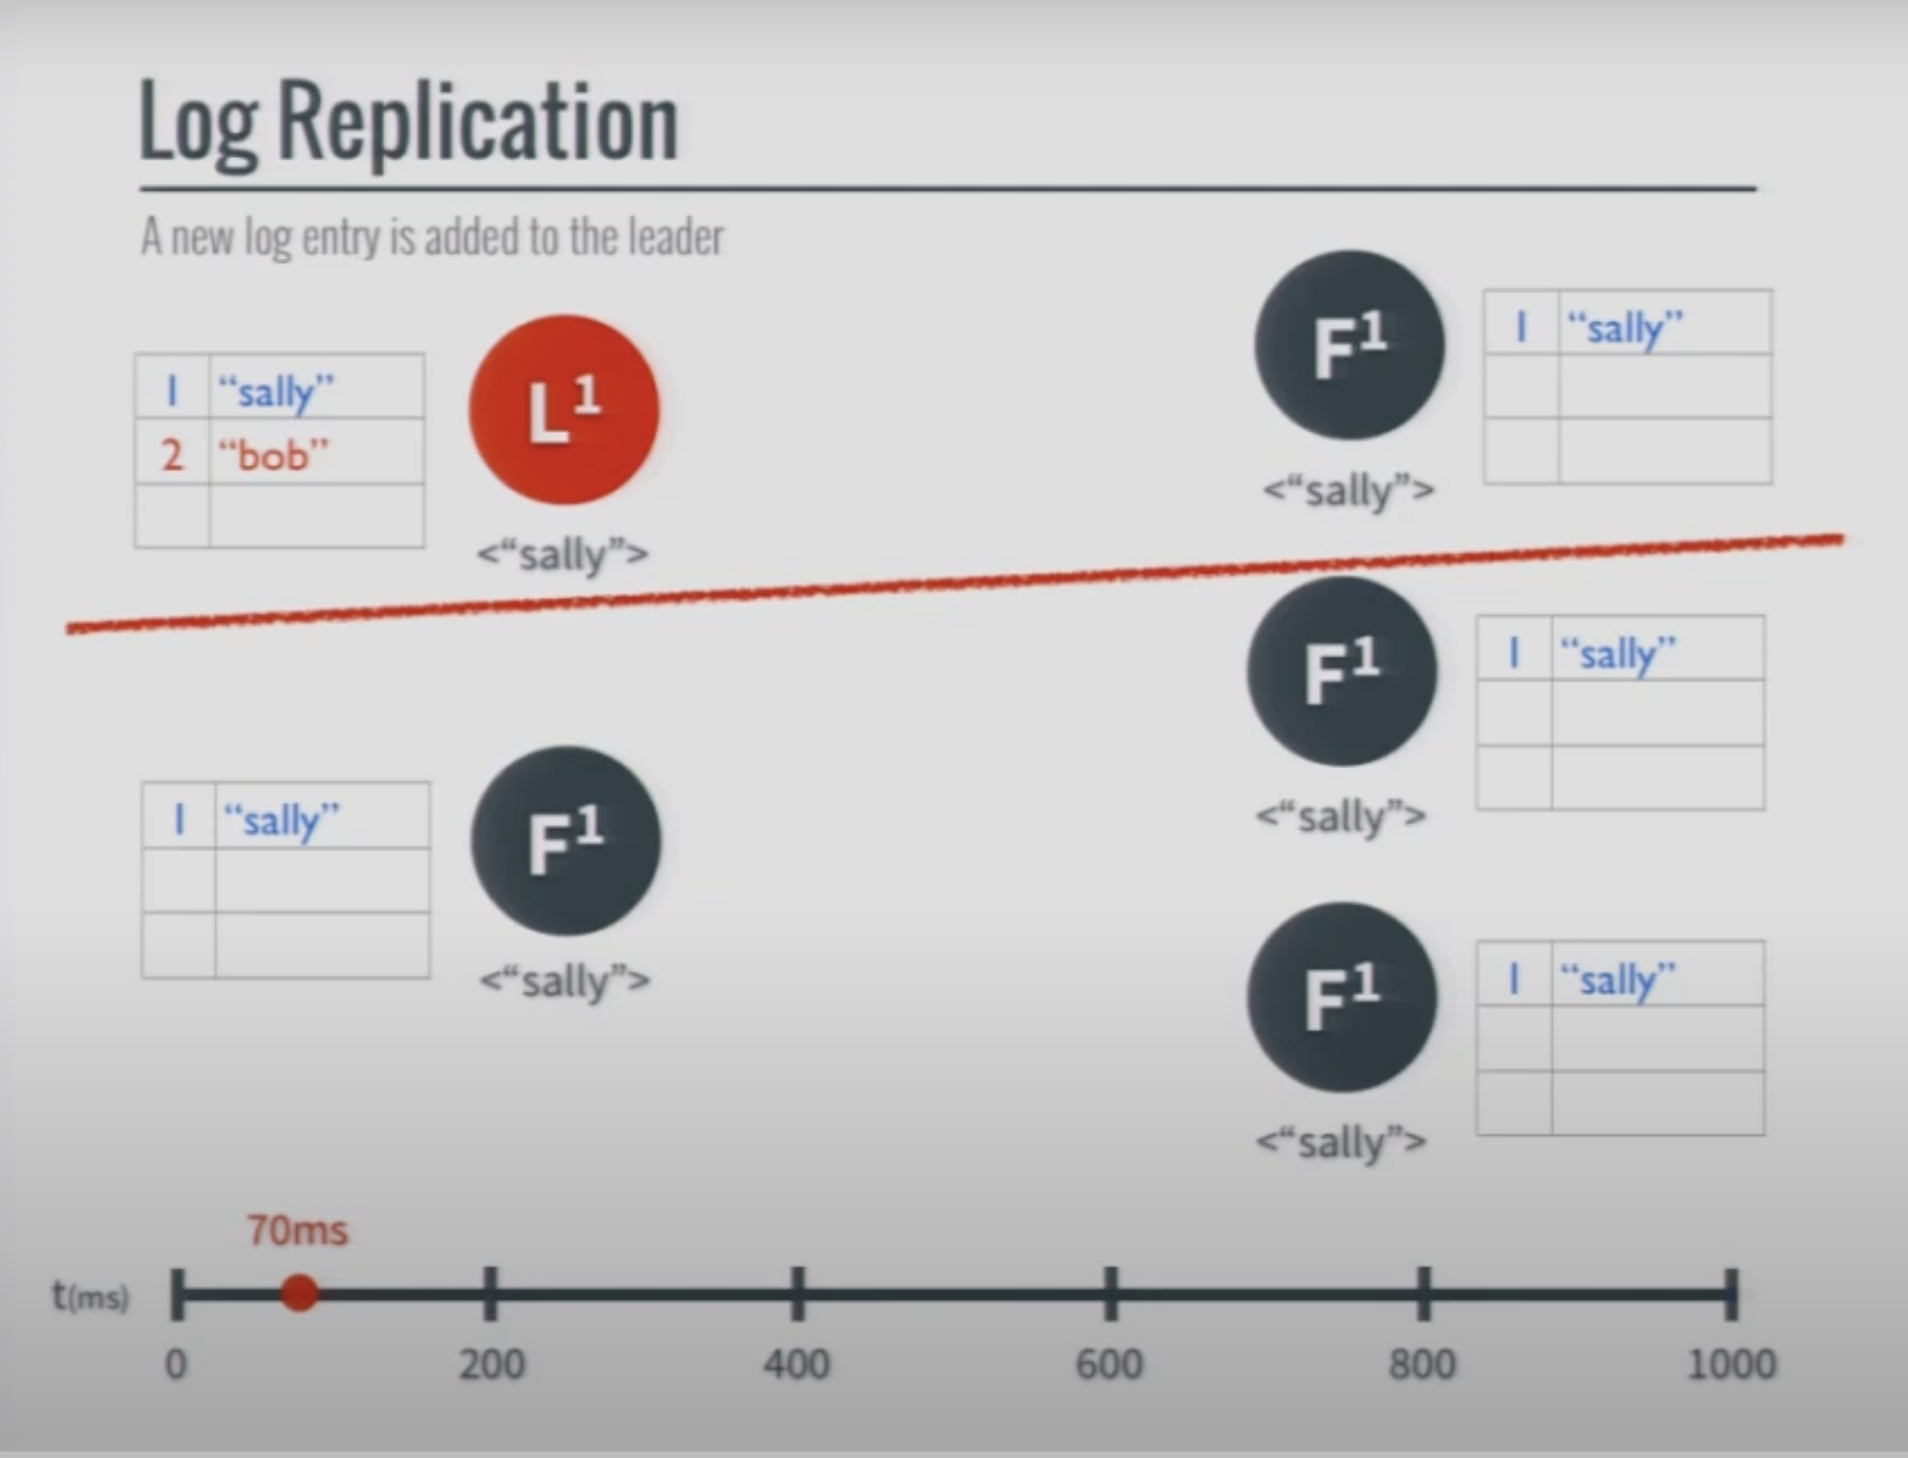 Log Replication
A new log entry is added to the leader
1 “sally”
2 “bob”
L¹
<“sally”>
F¹
<“sally”>
1 “sally”
F¹
<“sally”>
1 “sally”
1 “sally”
F¹
<“sally”>
F¹
<“sally”>
1 “sally”
70ms
t(ms)
0 200 400 600 800 1000